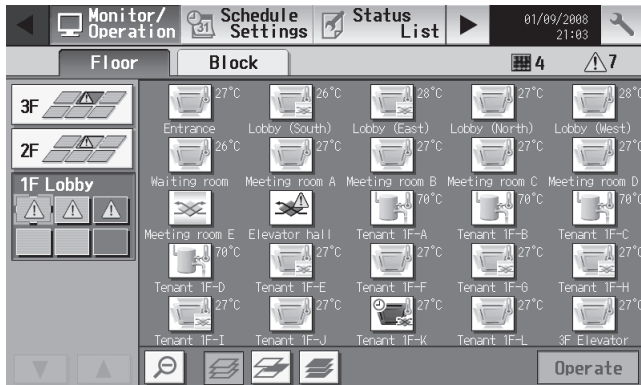 Monitor/ Operation
31 Schedule Settings
Status List
01/09/2008
21:03
Floor
Block
4
7
3F
2F
1F Lobby
27°C 26°C 28°C 27°C 28°C
Entrance Lobby (South) Lobby (East) Lobby (North) Lobby (West)
26°C 27°C 27°C 27°C 27°C
Waiting room Meeting room A Meeting room B Meeting room C Meeting room D
70°C 70°C 70°C
Meeting room E Elevator hall Tenant 1F-A Tenant 1F-B Tenant 1F-C
70°C 27°C 27°C 27°C 27°C
Tenant 1F-D Tenant 1F-E Tenant 1F-F Tenant 1F-G Tenant 1F-H
27°C 27°C 27°C 27°C 27°C
Tenant 1F-I Tenant 1F-J Tenant 1F-K Tenant 1F-L 3F Elevator
Operate